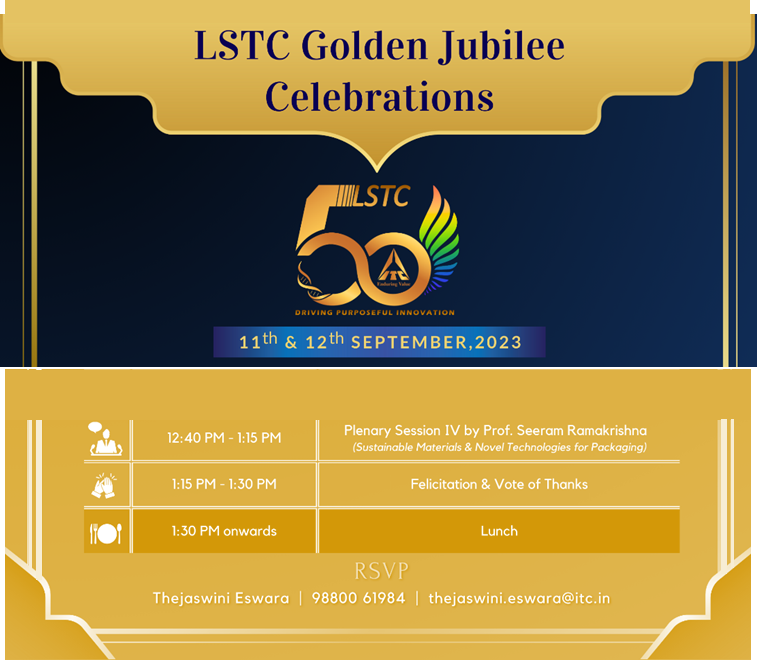 LSTC Golden Jubilee
Celebrations
LSTC
50
ITC
Enduring Value
DRIVING PURPOSEFUL INNOVATION
11th & 12th SEPTEMBER,2023
12:40 PM - 1:15 PM
Plenary Session IV by Prof. Seeram Ramakrishna
(Sustainable Materials & Novel Technologies for Packaging)
1:15 PM - 1:30 PM
Felicitation & Vote of Thanks
1:30 PM onwards
Lunch
RSVP
Thejaswini Eswara | 98800 61984 | thejaswini.eswara@itc.in